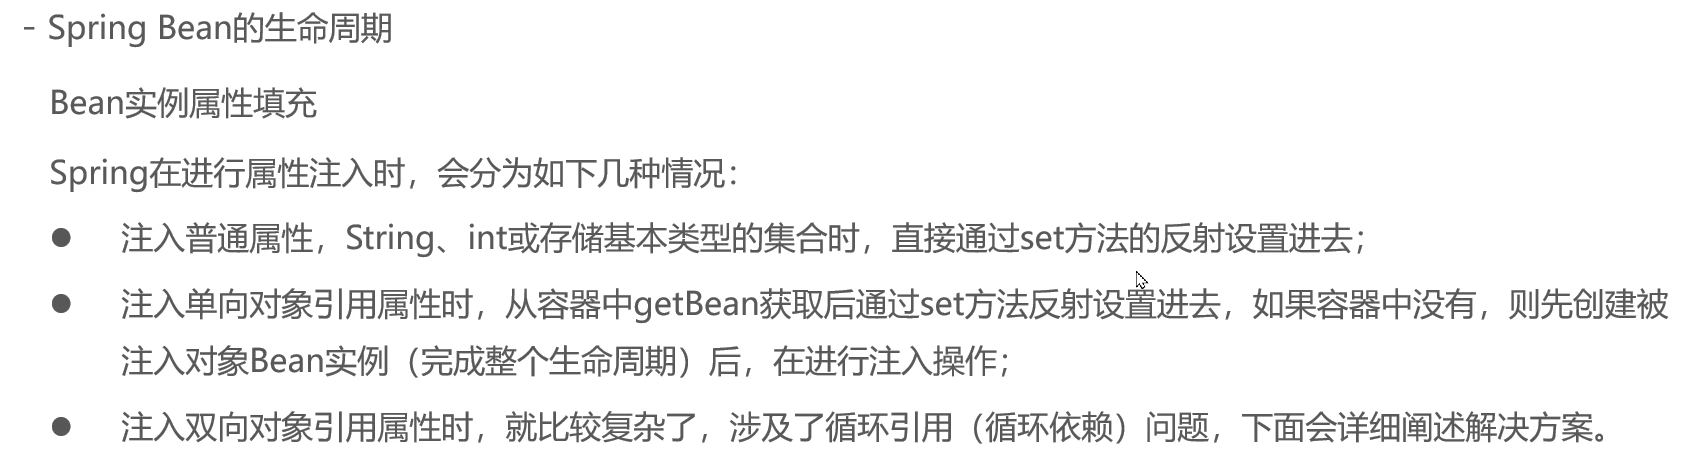 - Spring Bean的生命周期
Bean实例属性填充
Spring在进行属性注入时，会分为如下几种情况：
● 注入普通属性，String、int或存储基本类型的集合时，直接通过set方法的反射设置进去；
● 注入单向对象引用属性时，从容器中getBean获取后通过set方法反射设置进去，如果容器中没有，则先创建被
注入对象Bean实例（完成整个生命周期）后，在进行注入操作；
● 注入双向对象引用属性时，就比较复杂了，涉及了循环引用（循环依赖）问题，下面会详细阐述解决方案。